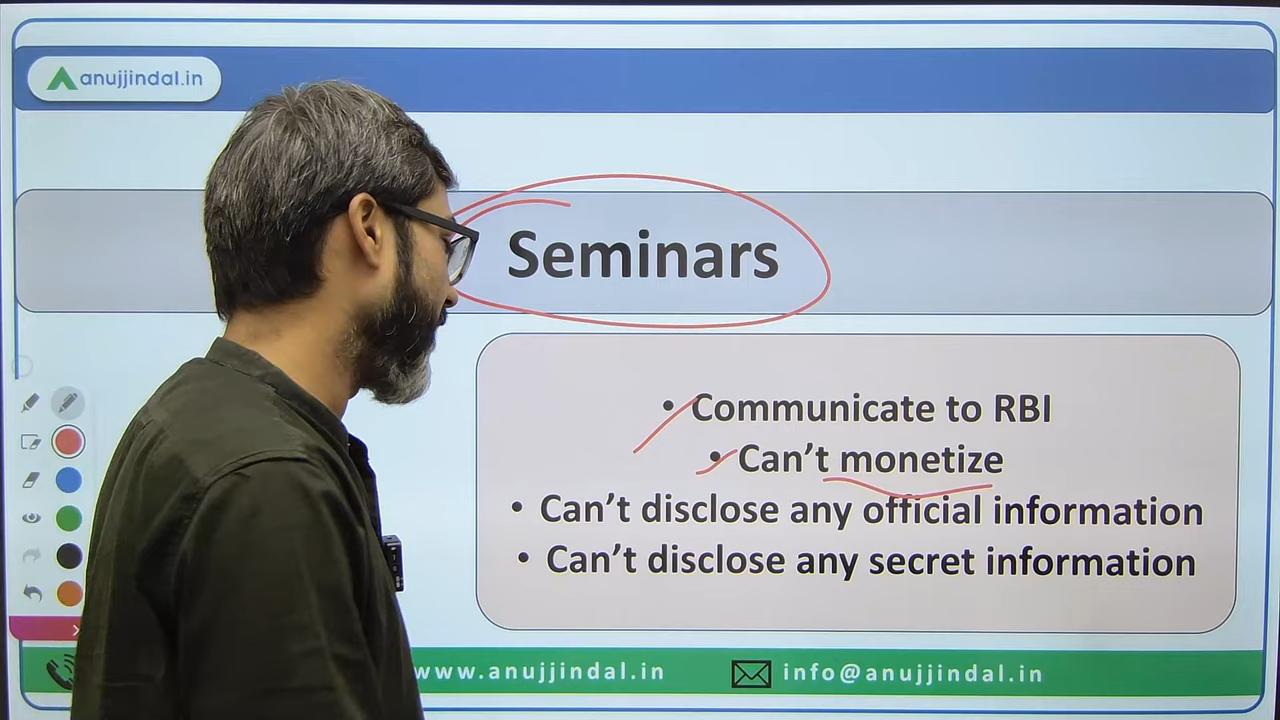 anujjindal.in
Seminars
• Communicate to RBI
• Can't monetize
• Can't disclose any official information
• Can't disclose any secret information
www.anujjindal.in
info@anujjindal.in